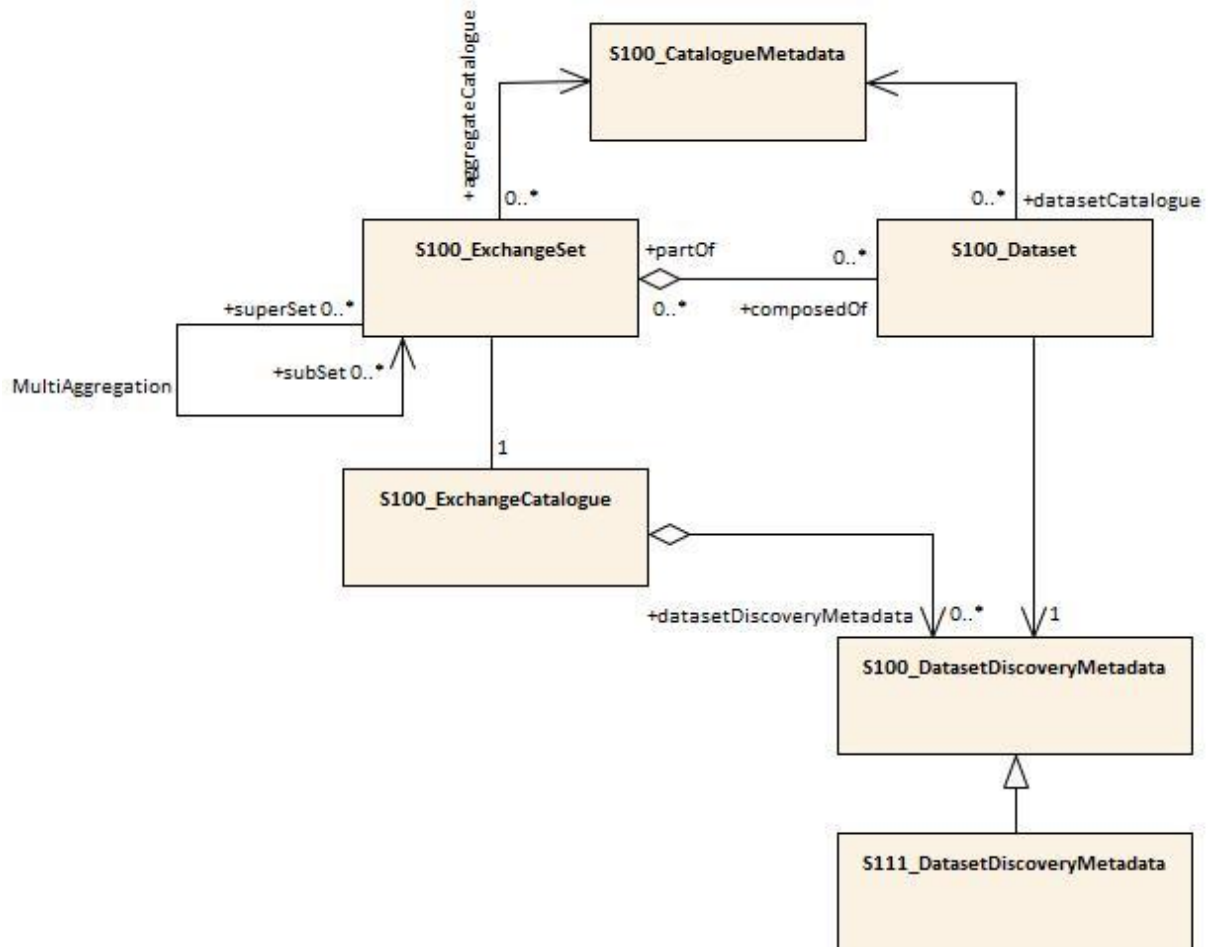 S100_CatalogueMetadata
+aggregateCatalogue
0..*
0..*
+datasetCatalogue
S100_ExchangeSet
+partOf
0..*
S100_Dataset
+superSet 0..*
0..*
+composedOf
+subSet 0..*
MultiAggregation
1
S100_ExchangeCatalogue
+datasetDiscoveryMetadata
0..*
1
S100_DatasetDiscoveryMetadata
S111_DatasetDiscoveryMetadata